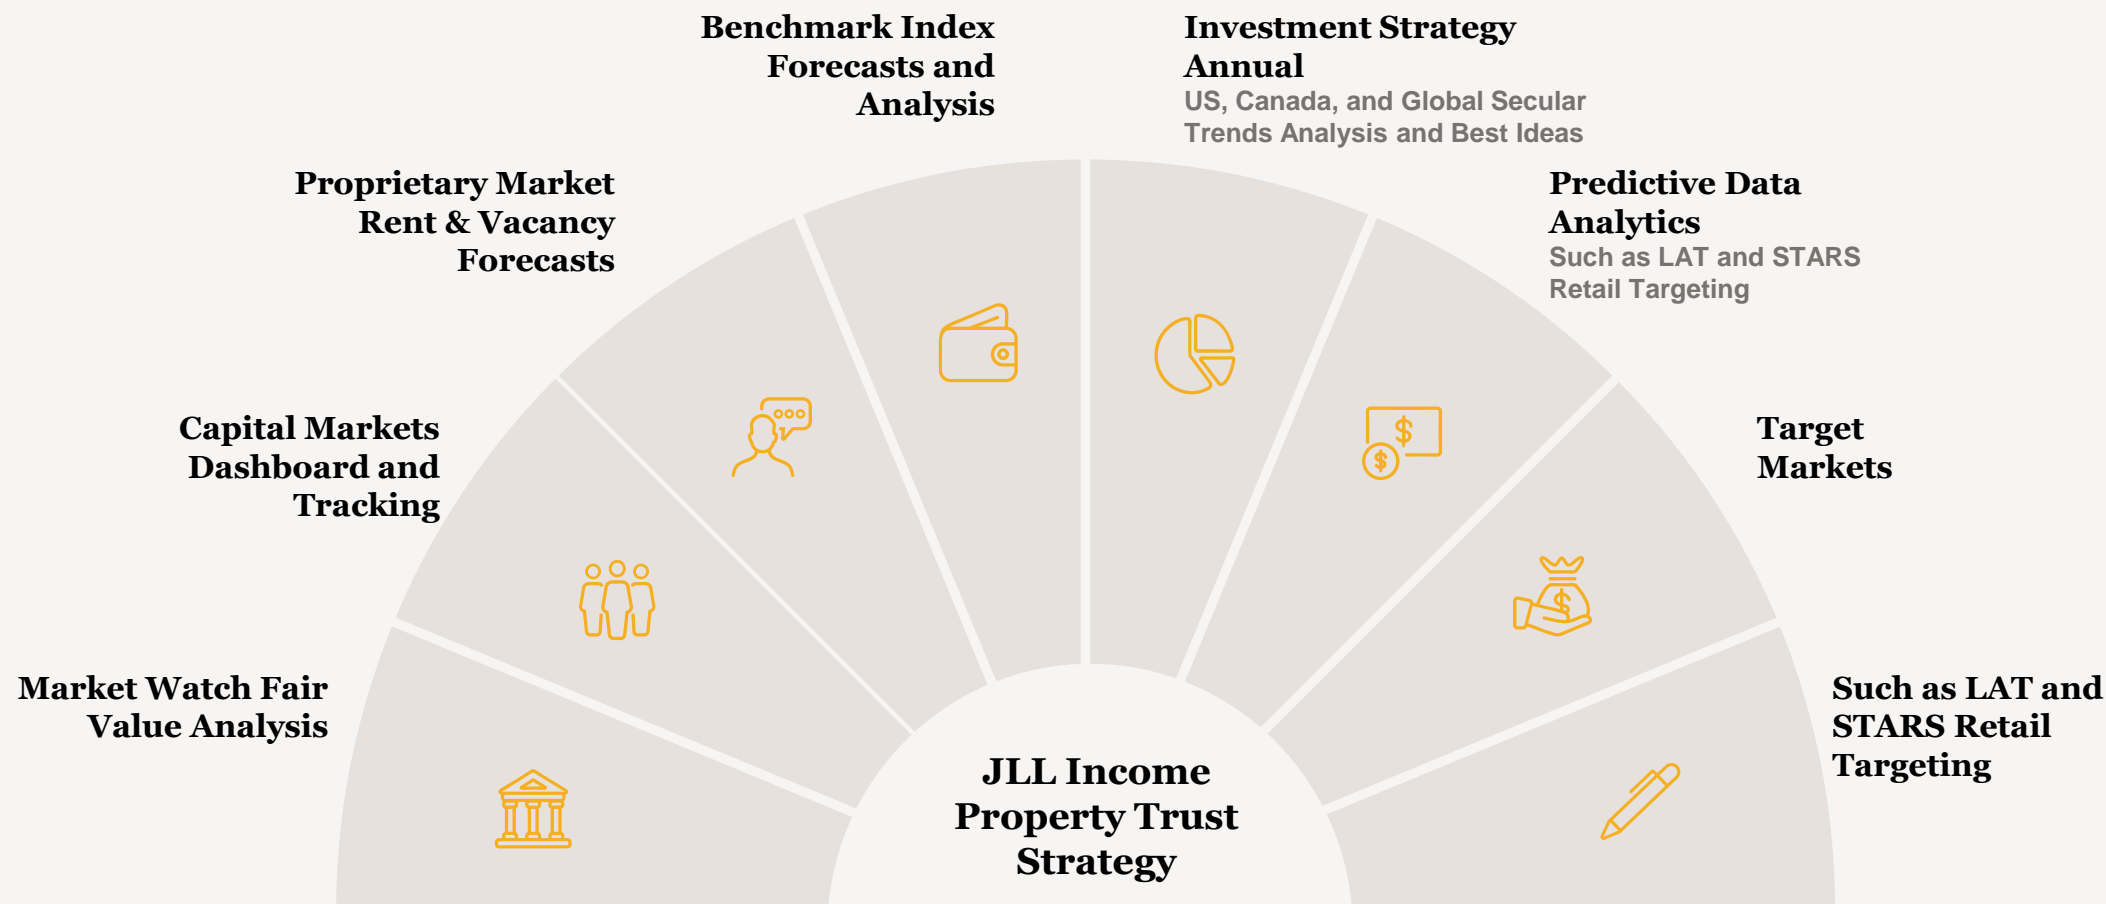 Benchmark Index
Forecasts and
Analysis
Investment Strategy
Annual
US, Canada, and Global Secular
Trends Analysis and Best Ideas
Proprietary Market
Rent & Vacancy
Forecasts
Predictive Data
Analytics
Such as LAT and STARS
Retail Targeting
Capital Markets
Dashboard and
Tracking
Target
Markets
Market Watch Fair
Value Analysis
Such as LAT and
STARS Retail
Targeting
JLL Income
Property Trust
Strategy